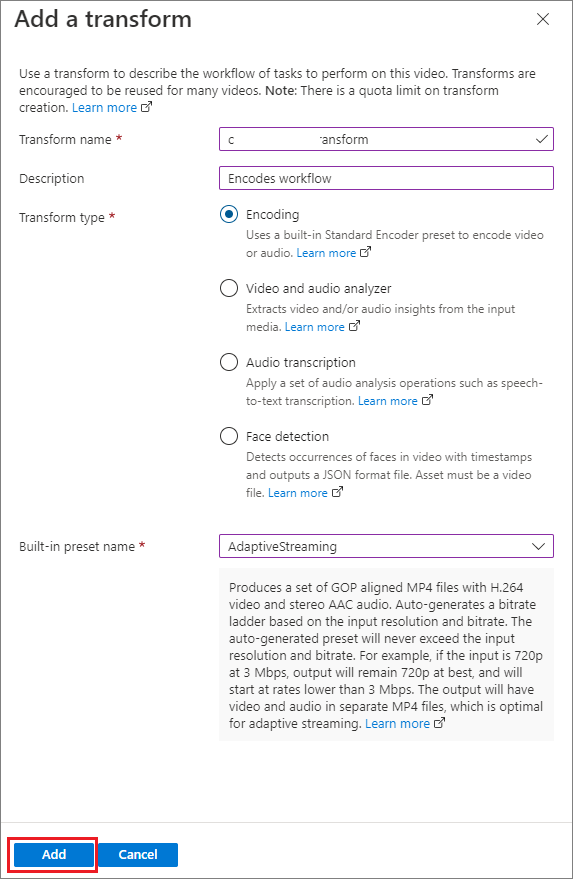 Add a transform
Use a transform to describe the workflow of tasks to perform on this video. Transforms are
encouraged to be reused for many videos. Note: There is a quota limit on transform
creation. Learn more
Transform name *
c ransform
Description
Encodes workflow
Transform type *
Encoding
Uses a built-in Standard Encoder preset to encode video
or audio. Learn more
Video and audio analyzer
Extracts video and/or audio insights from the input
media. Learn more
Audio transcription
Apply a set of audio analysis operations such as speech-
to-text transcription. Learn more
Face detection
Detects occurrences of faces in video with timestamps
and outputs a JSON format file. Asset must be a video
file. Learn more
Built-in preset name *
AdaptiveStreaming
Produces a set of GOP aligned MP4 files with H.264
video and stereo AAC audio. Auto-generates a bitrate
ladder based on the input resolution and bitrate. The
auto-generated preset will never exceed the input
resolution and bitrate. For example, if the input is 720p
at 3 Mbps, output will remain 720p at best, and will
start at rates lower than 3 Mbps. The output will have
video and audio in separate MP4 files, which is optimal
for adaptive streaming. Learn more
Add
Cancel